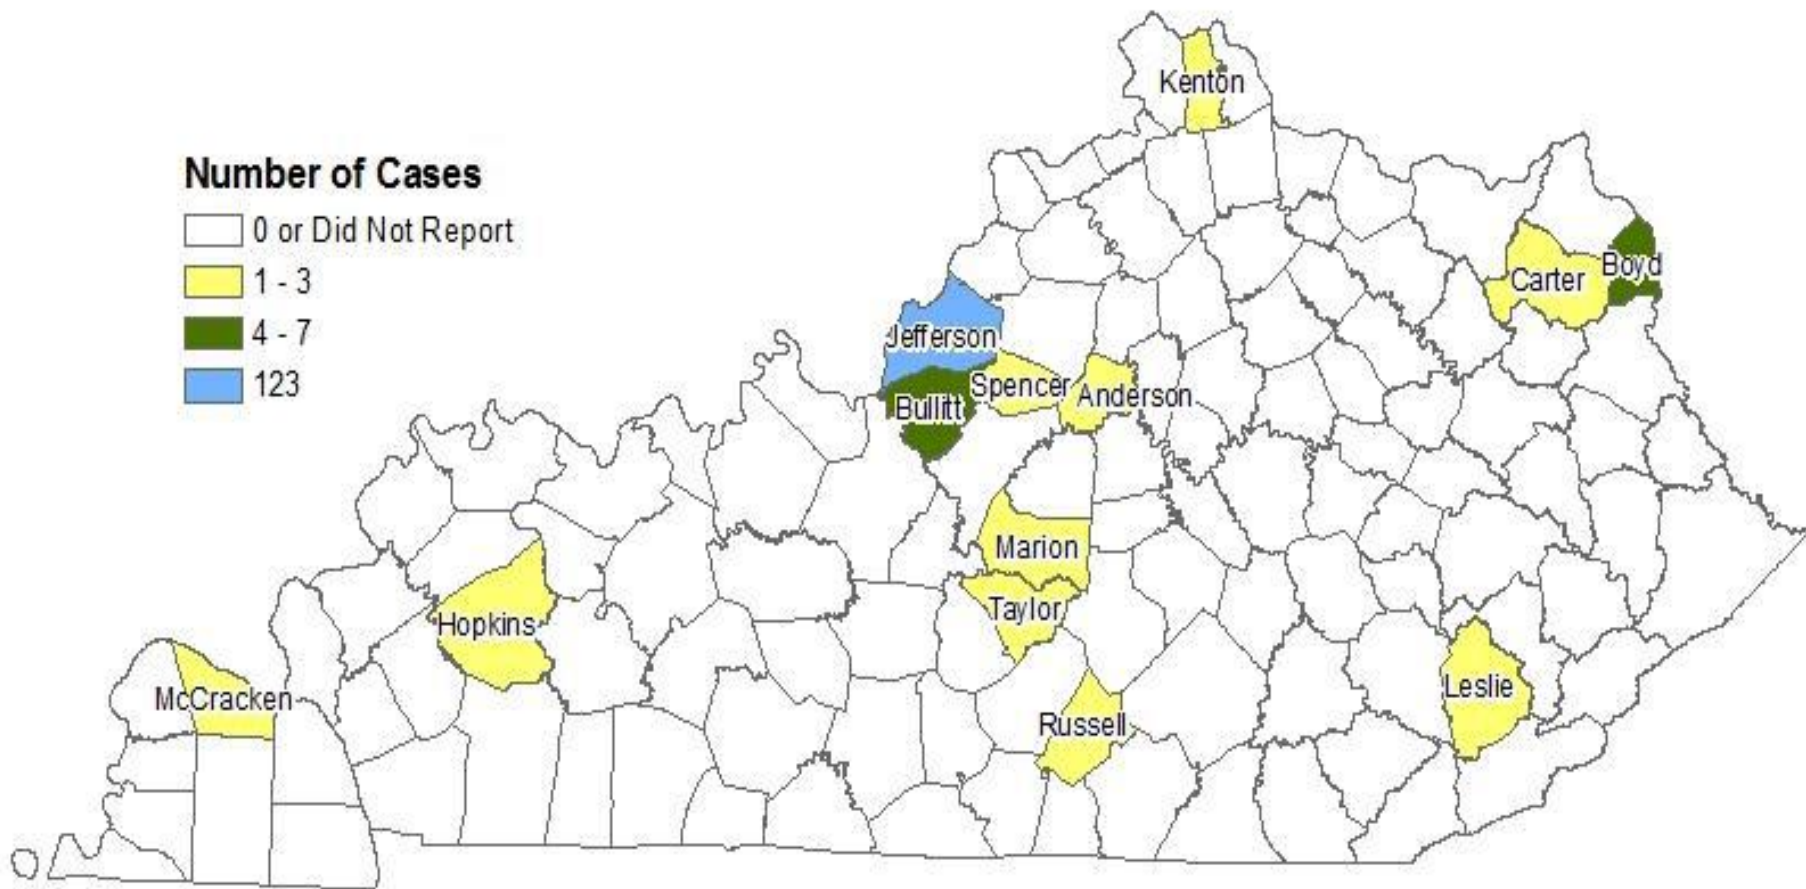 Kenton
Number of Cases
0 or Did Not Report
1 - 3
4 - 7
123
Carter
Boyd
Jefferson
Spencer
Anderson
Bullitt
Marion
Taylor
Hopkins
McCracken
Leslie
Russell